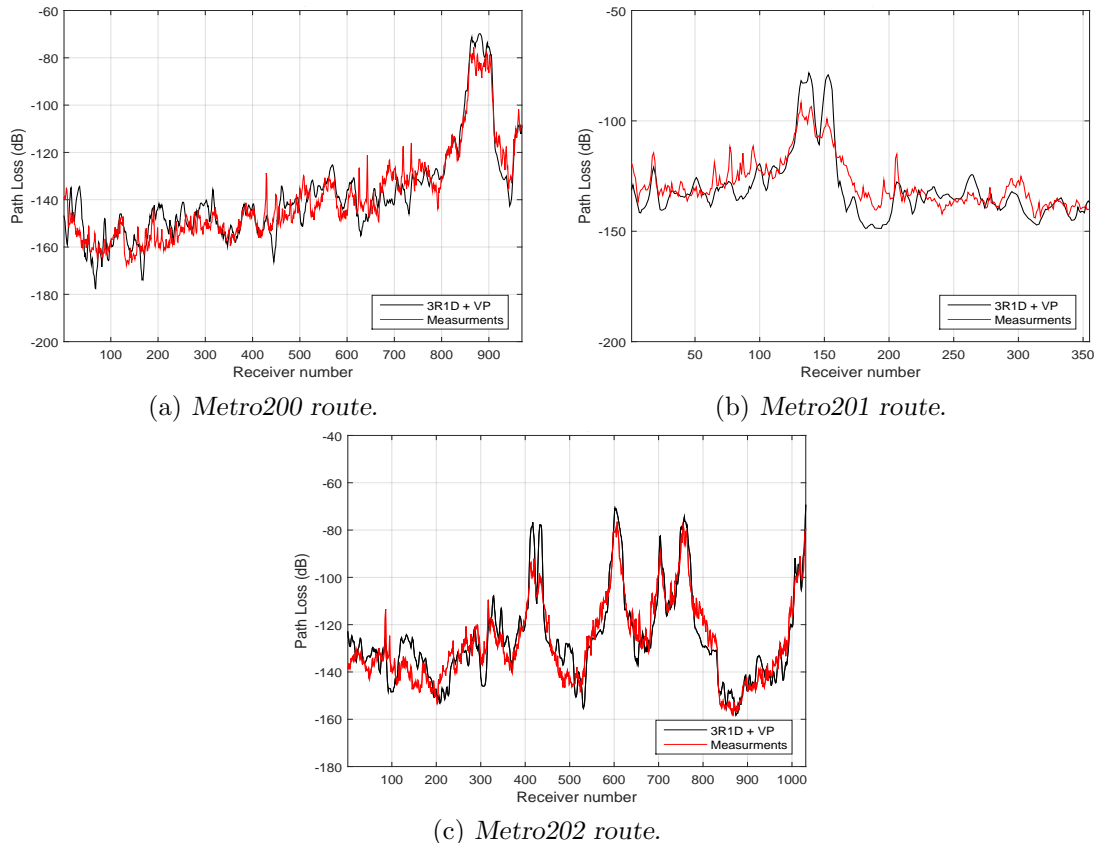 -60
-80
-100
-120
-140
-160
-180
-200
Path Loss (dB)
100 200 300 400 500 600 700 800 900
Receiver number
3R1D + VP
Measurments
(a) Metro200 route.
-50
-100
-150
-200
Path Loss (dB)
50 100 150 200 250 300 350
Receiver number
3R1D + VP
Measurments
(b) Metro201 route.
-40
-60
-80
-100
-120
-140
-160
-180
Path Loss (dB)
100 200 300 400 500 600 700 800 900 1000
Receiver number
3R1D + VP
Measurments
(c) Metro202 route.